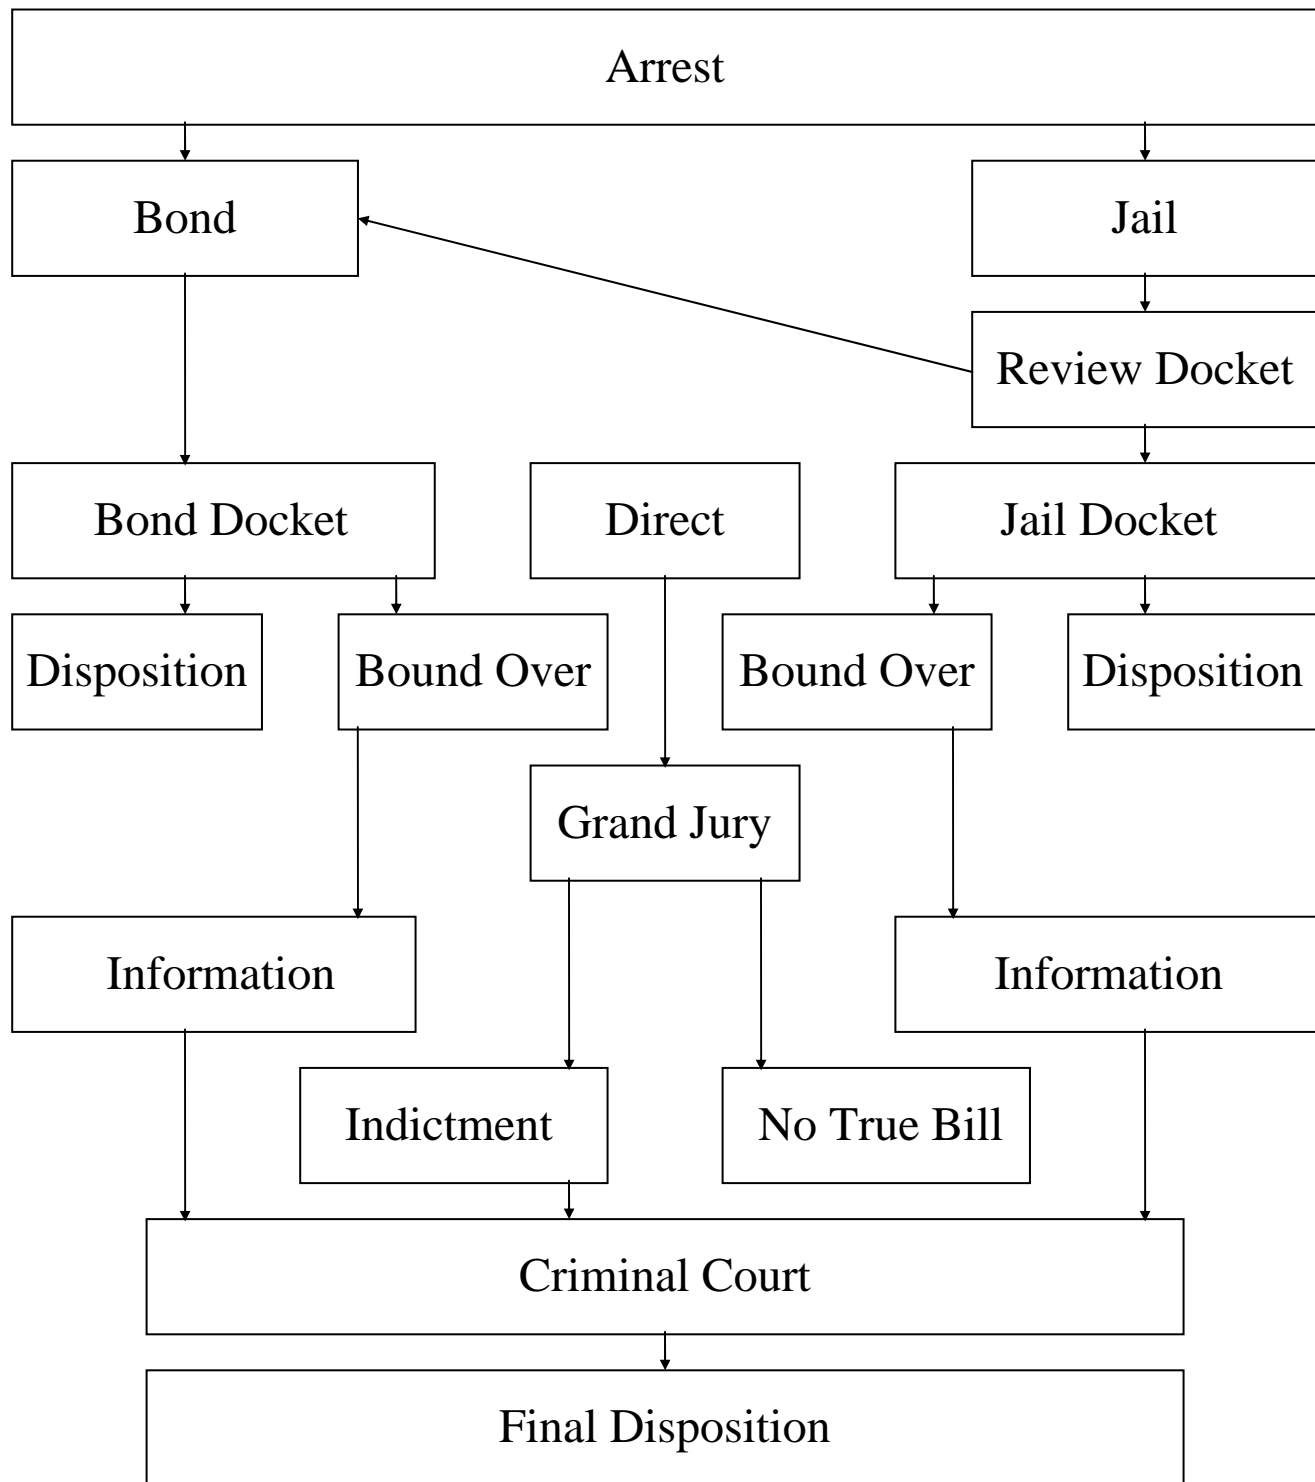 Arrest
Bond
Jail
Review Docket
Bond Docket
Direct
Jail Docket
Disposition
Bound Over
Bound Over
Disposition
Grand Jury
Information
Information
Indictment
No True Bill
Criminal Court
Final Disposition